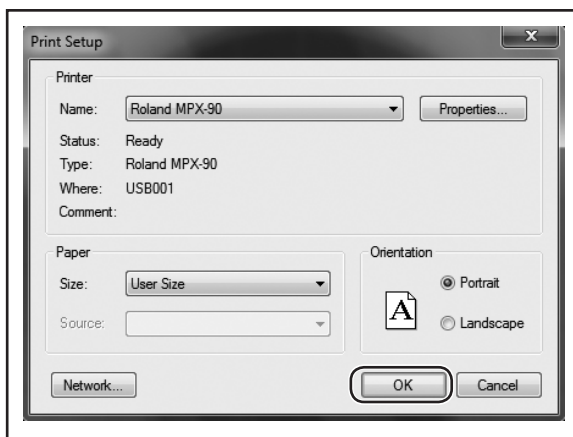 Print Setup
Printer
Name: Roland MPX-90 Properties...
Status: Ready
Type: Roland MPX-90
Where: USB001
Comment:
Paper
Size: User Size
Source:
Orientation
A
Portrait
Landscape
Network... OK Cancel